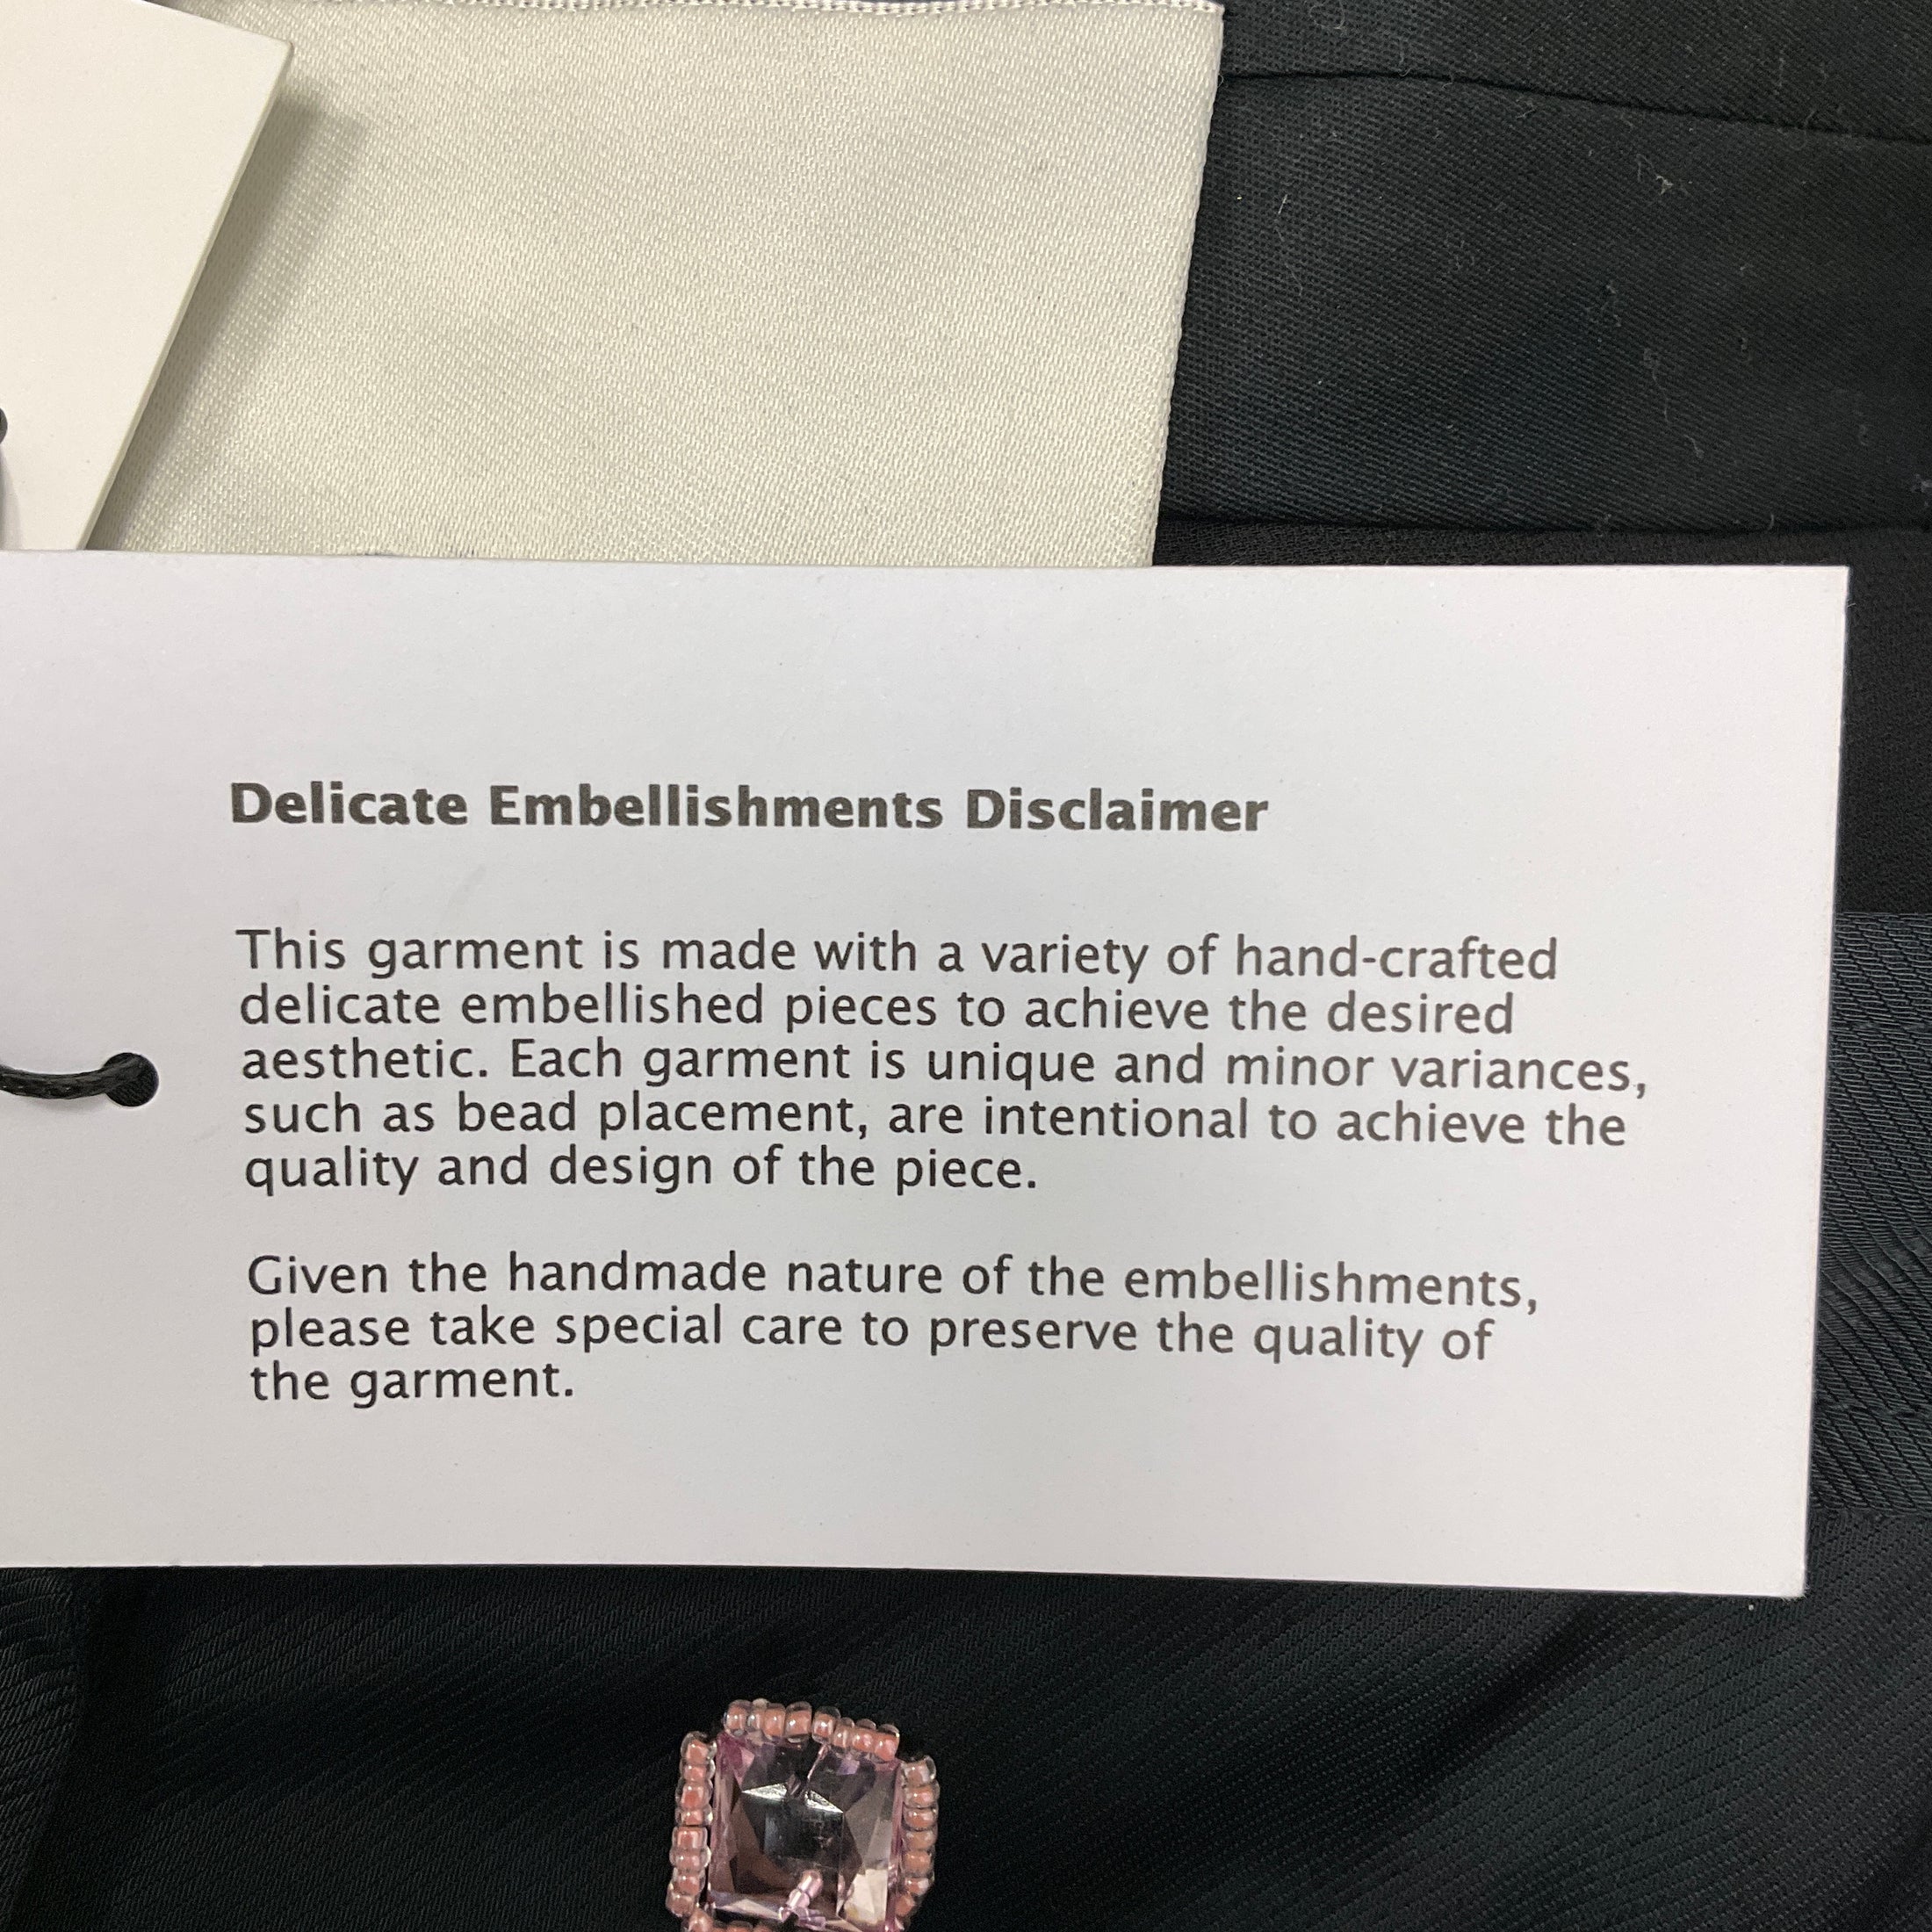 Delicate Embellishments Disclaimer
This garment is made with a variety of hand-crafted
delicate embellished pieces to achieve the desired
aesthetic. Each garment is unique and minor variances,
such as bead placement, are intentional to achieve the
quality and design of the piece.
Given the handmade nature of the embellishments,
please take special care to preserve the quality of
the garment.